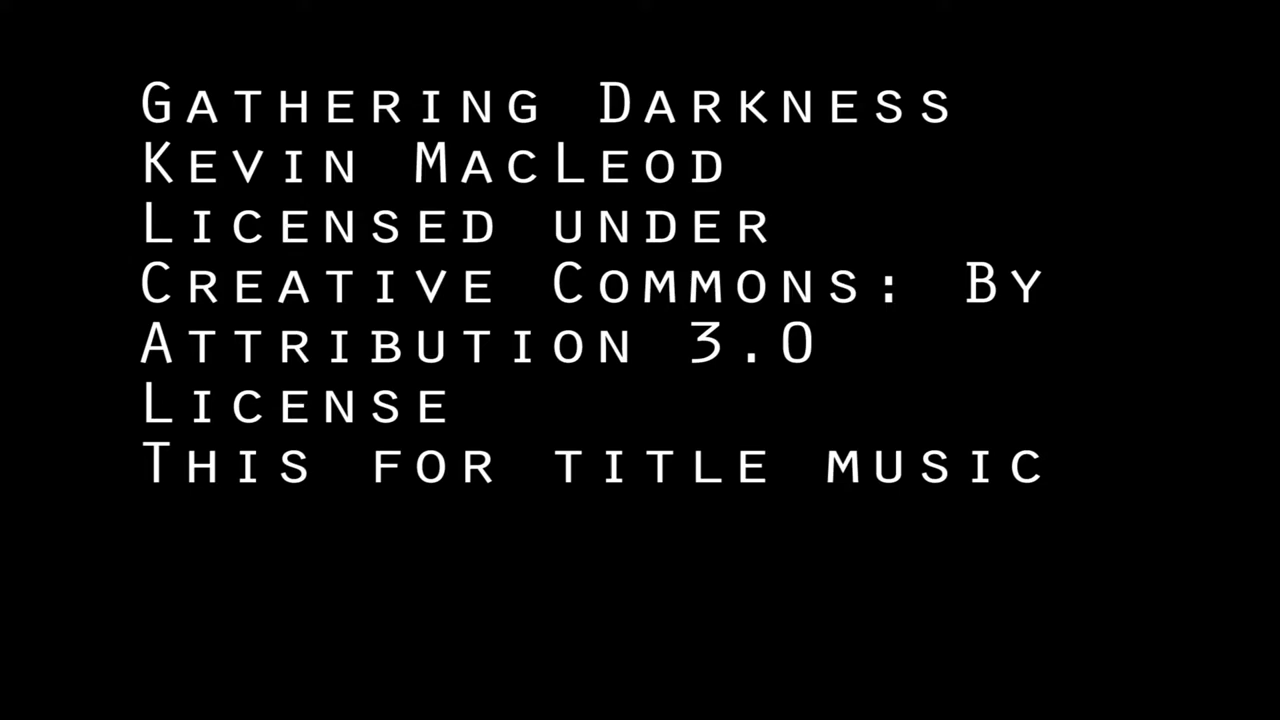 Gathering Darkness
Kevin MacLeod
Licensed under
Creative Commons: By
Attribution 3.0
License
This for title music